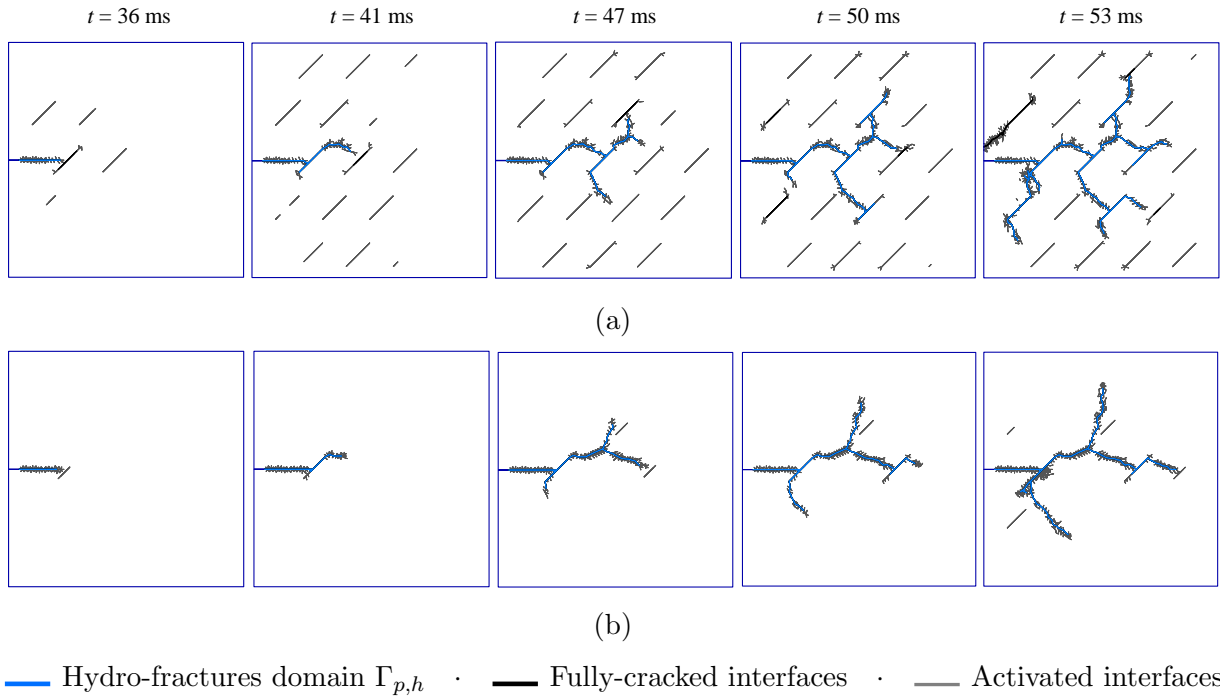 t = 36 ms t = 41 ms t = 47 ms t = 50 ms t = 53 ms
(a)
(b)
Hydro-fractures domain Γp,h · Fully-cracked interfaces · Activated interfaces